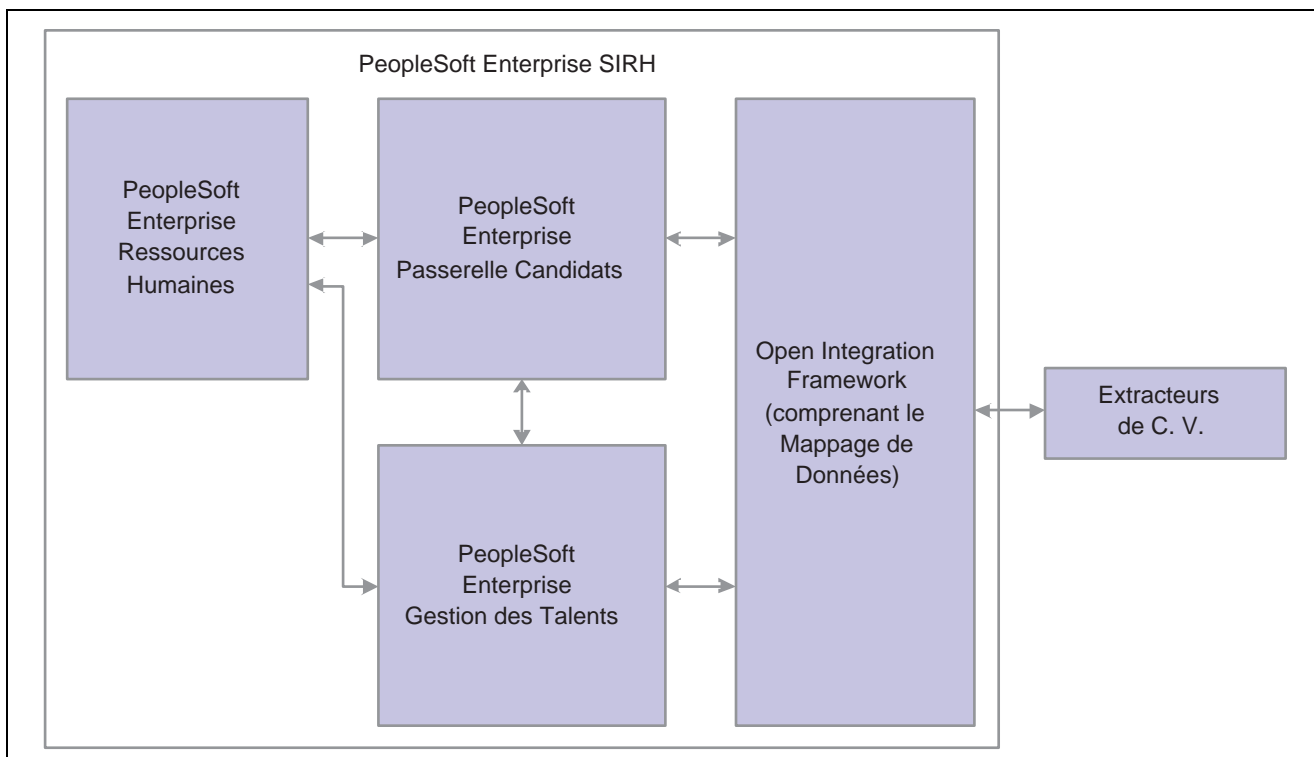 PeopleSoft Enterprise SIRH
PeopleSoft
Enterprise
Ressources
Humaines
PeopleSoft
Enterprise
Passerelle Candidats
Open Integration
Framework
(comprenant le
Mappage de
Données)
Extracteurs
de C. V.
PeopleSoft
Enterprise
Gestion des Talents